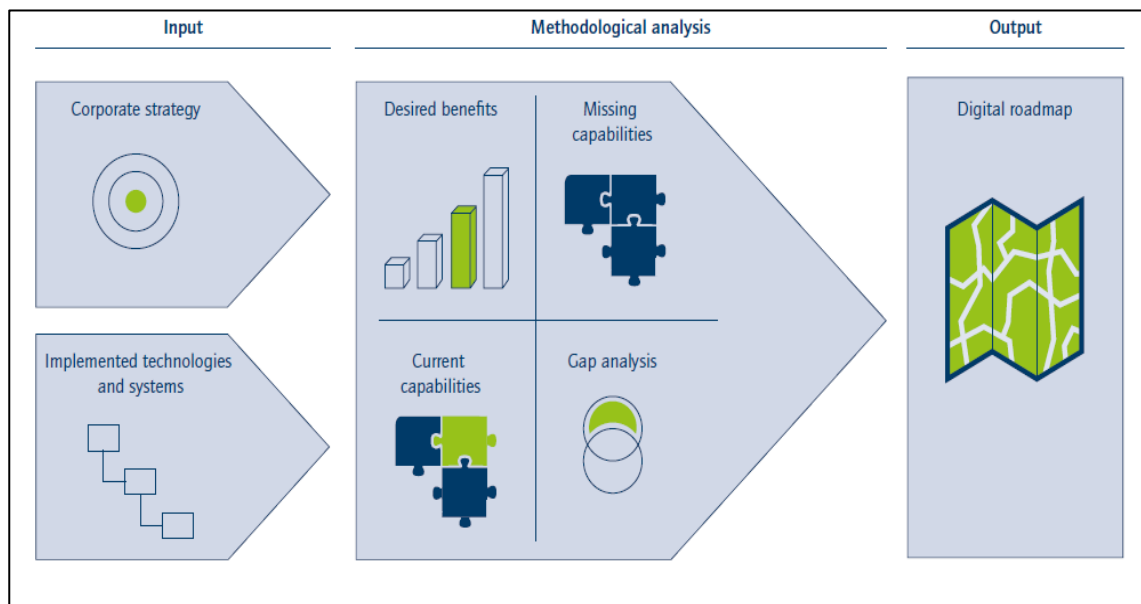 Input
Methodological analysis
Output
Corporate strategy
Desired benefits
Missing
capabilities
Digital roadmap
Implemented technologies
and systems
Current
capabilities
Gap analysis